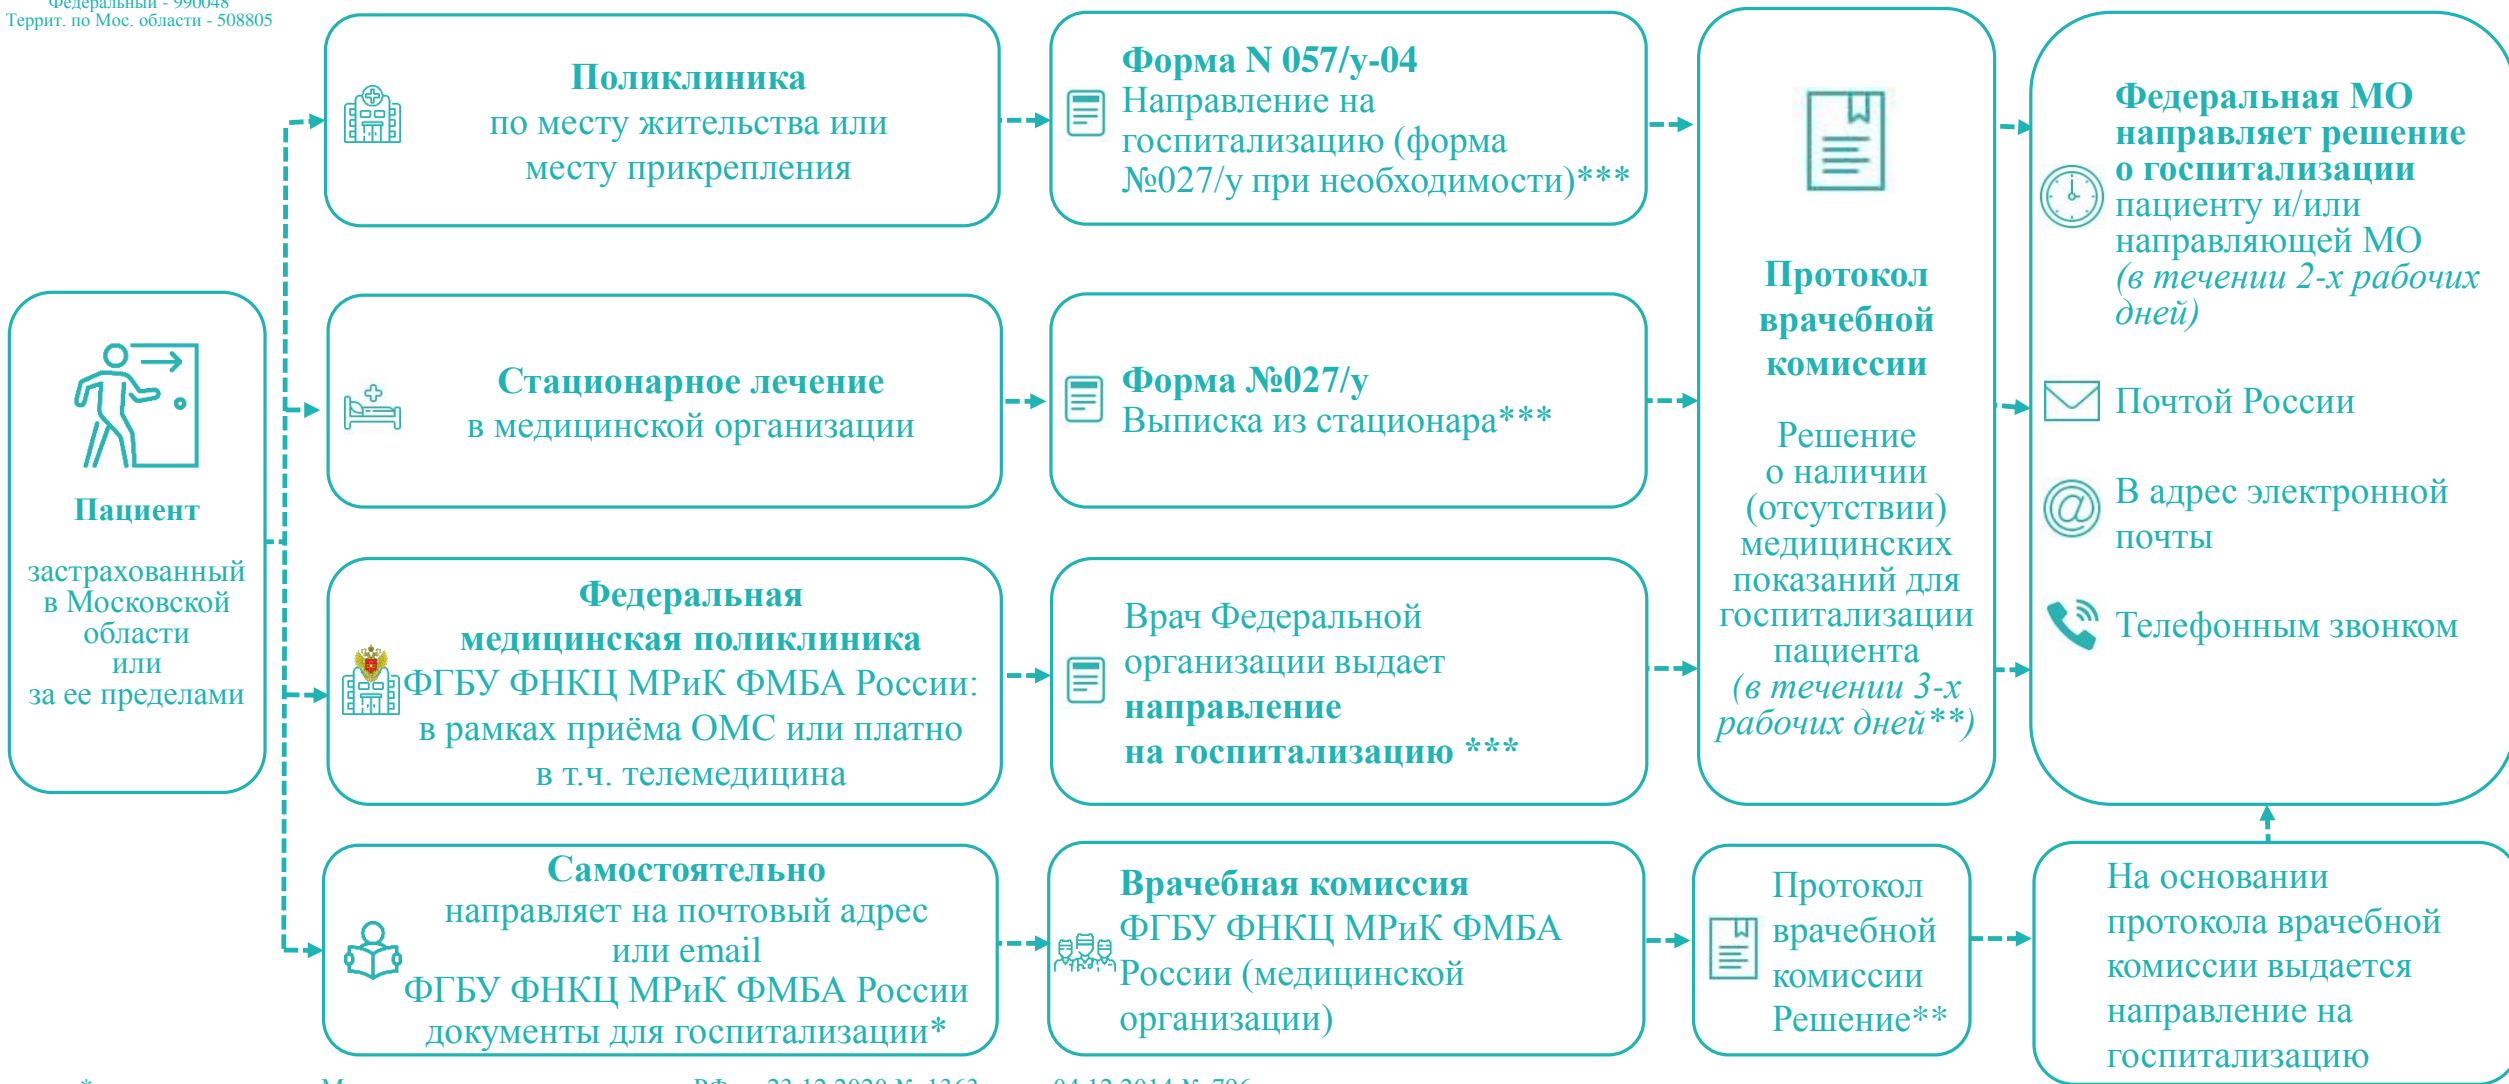 Федеральный - 990048
Террит. по Мос. области - 508805
Пациент
застрахованный
в Московской
области
или
за ее пределами
Поликлиника
по месту жительства или
месту прикрепления
Форма N 057/у-04
Направление на
госпитализацию (форма
№027/у при необходимости)***
Стационарное лечение
в медицинской организации
Форма №027/у
Выписка из стационара***
Федеральная
медицинская поликлиника
ФГБУ ФНКЦ МРиК ФМБА России:
в рамках приёма ОМС или платно
в т.ч. телемедицина
Врач Федеральной
организации выдает
направление
на госпитализацию ***
Протокол
врачебной
комиссии
Решение
о наличии
(отсутствии)
медицинских
показаний для
госпитализации
пациента
(в течении 3-х
рабочих дней**)
Федеральная МО
направляет решение
о госпитализации
пациенту и/или
направляющей МО
(в течении 2-х рабочих
дней)
Почтой России
В адрес электронной
почты
Телефонным звонком
Самостоятельно
направляет на почтовый адрес
или email
ФГБУ ФНКЦ МРиК ФМБА России
документы для госпитализации*
Врачебная комиссия
ФГБУ ФНКЦ МРиК ФМБА
России (медицинской
организации)
Протокол
врачебной
комиссии
Решение**
На основании
протокола врачебной
комиссии выдается
направление на
госпитализацию